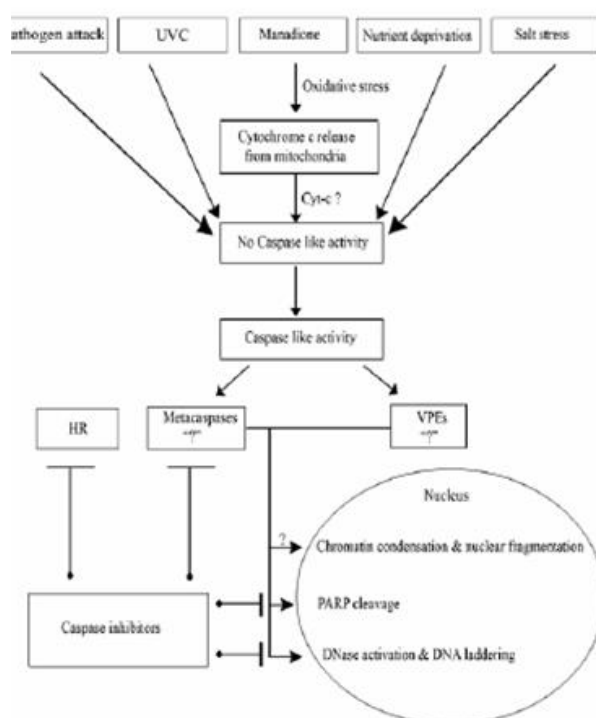 athogen attack
UVC
Manadione
Nutrient deprivation
Salt stress
Oxidative stress
Cytochrome c release
from mitochondria
Cyt-c ?
No Caspase like activity
Caspase like activity
HR
Metacaspases
VPEs
Nucleus
?
Chromatin condensation & nuclear fragmentation
PARP cleavage
Caspase inhibitors
DNase activation & DNA laddering